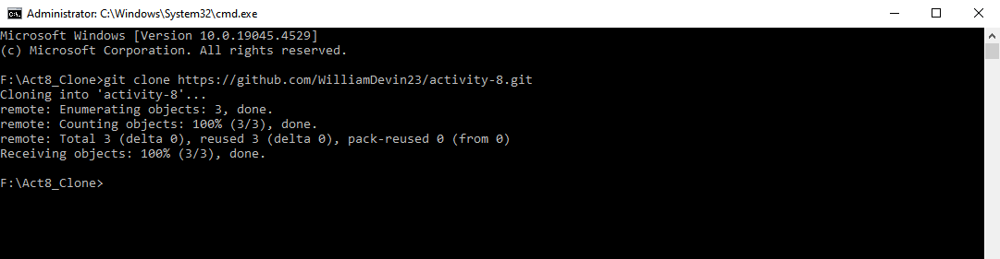 Administrator: C:\Windows\System32\cmd.exe
Microsoft Windows [Version 10.0.19045.4529]
(c) Microsoft Corporation. All rights reserved.
F:\Act8_Clone>git clone https://github.com/WilliamDevin23/activity-8.git
Cloning into 'activity-8'...
remote: Enumerating objects: 3, done.
remote: Counting objects: 100% (3/3), done.
remote: Total 3 (delta 0), reused 3 (delta 0), pack-reused 0 (from 0)
Receiving objects: 100% (3/3), done.
F:\Act8_Clone>